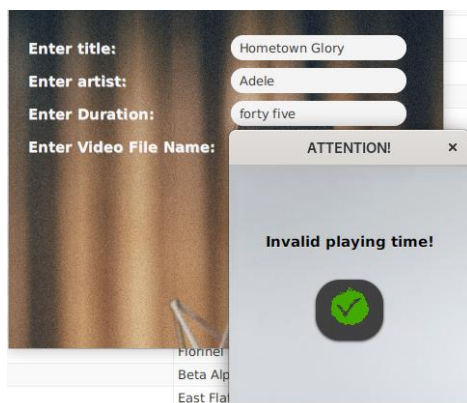 Enter title: Hometown Glory
Enter artist: Adele
Enter Duration: forty five
Enter Video File Name:
ATTENTION! ×
Invalid playing time!
Beta Alp
East Flat